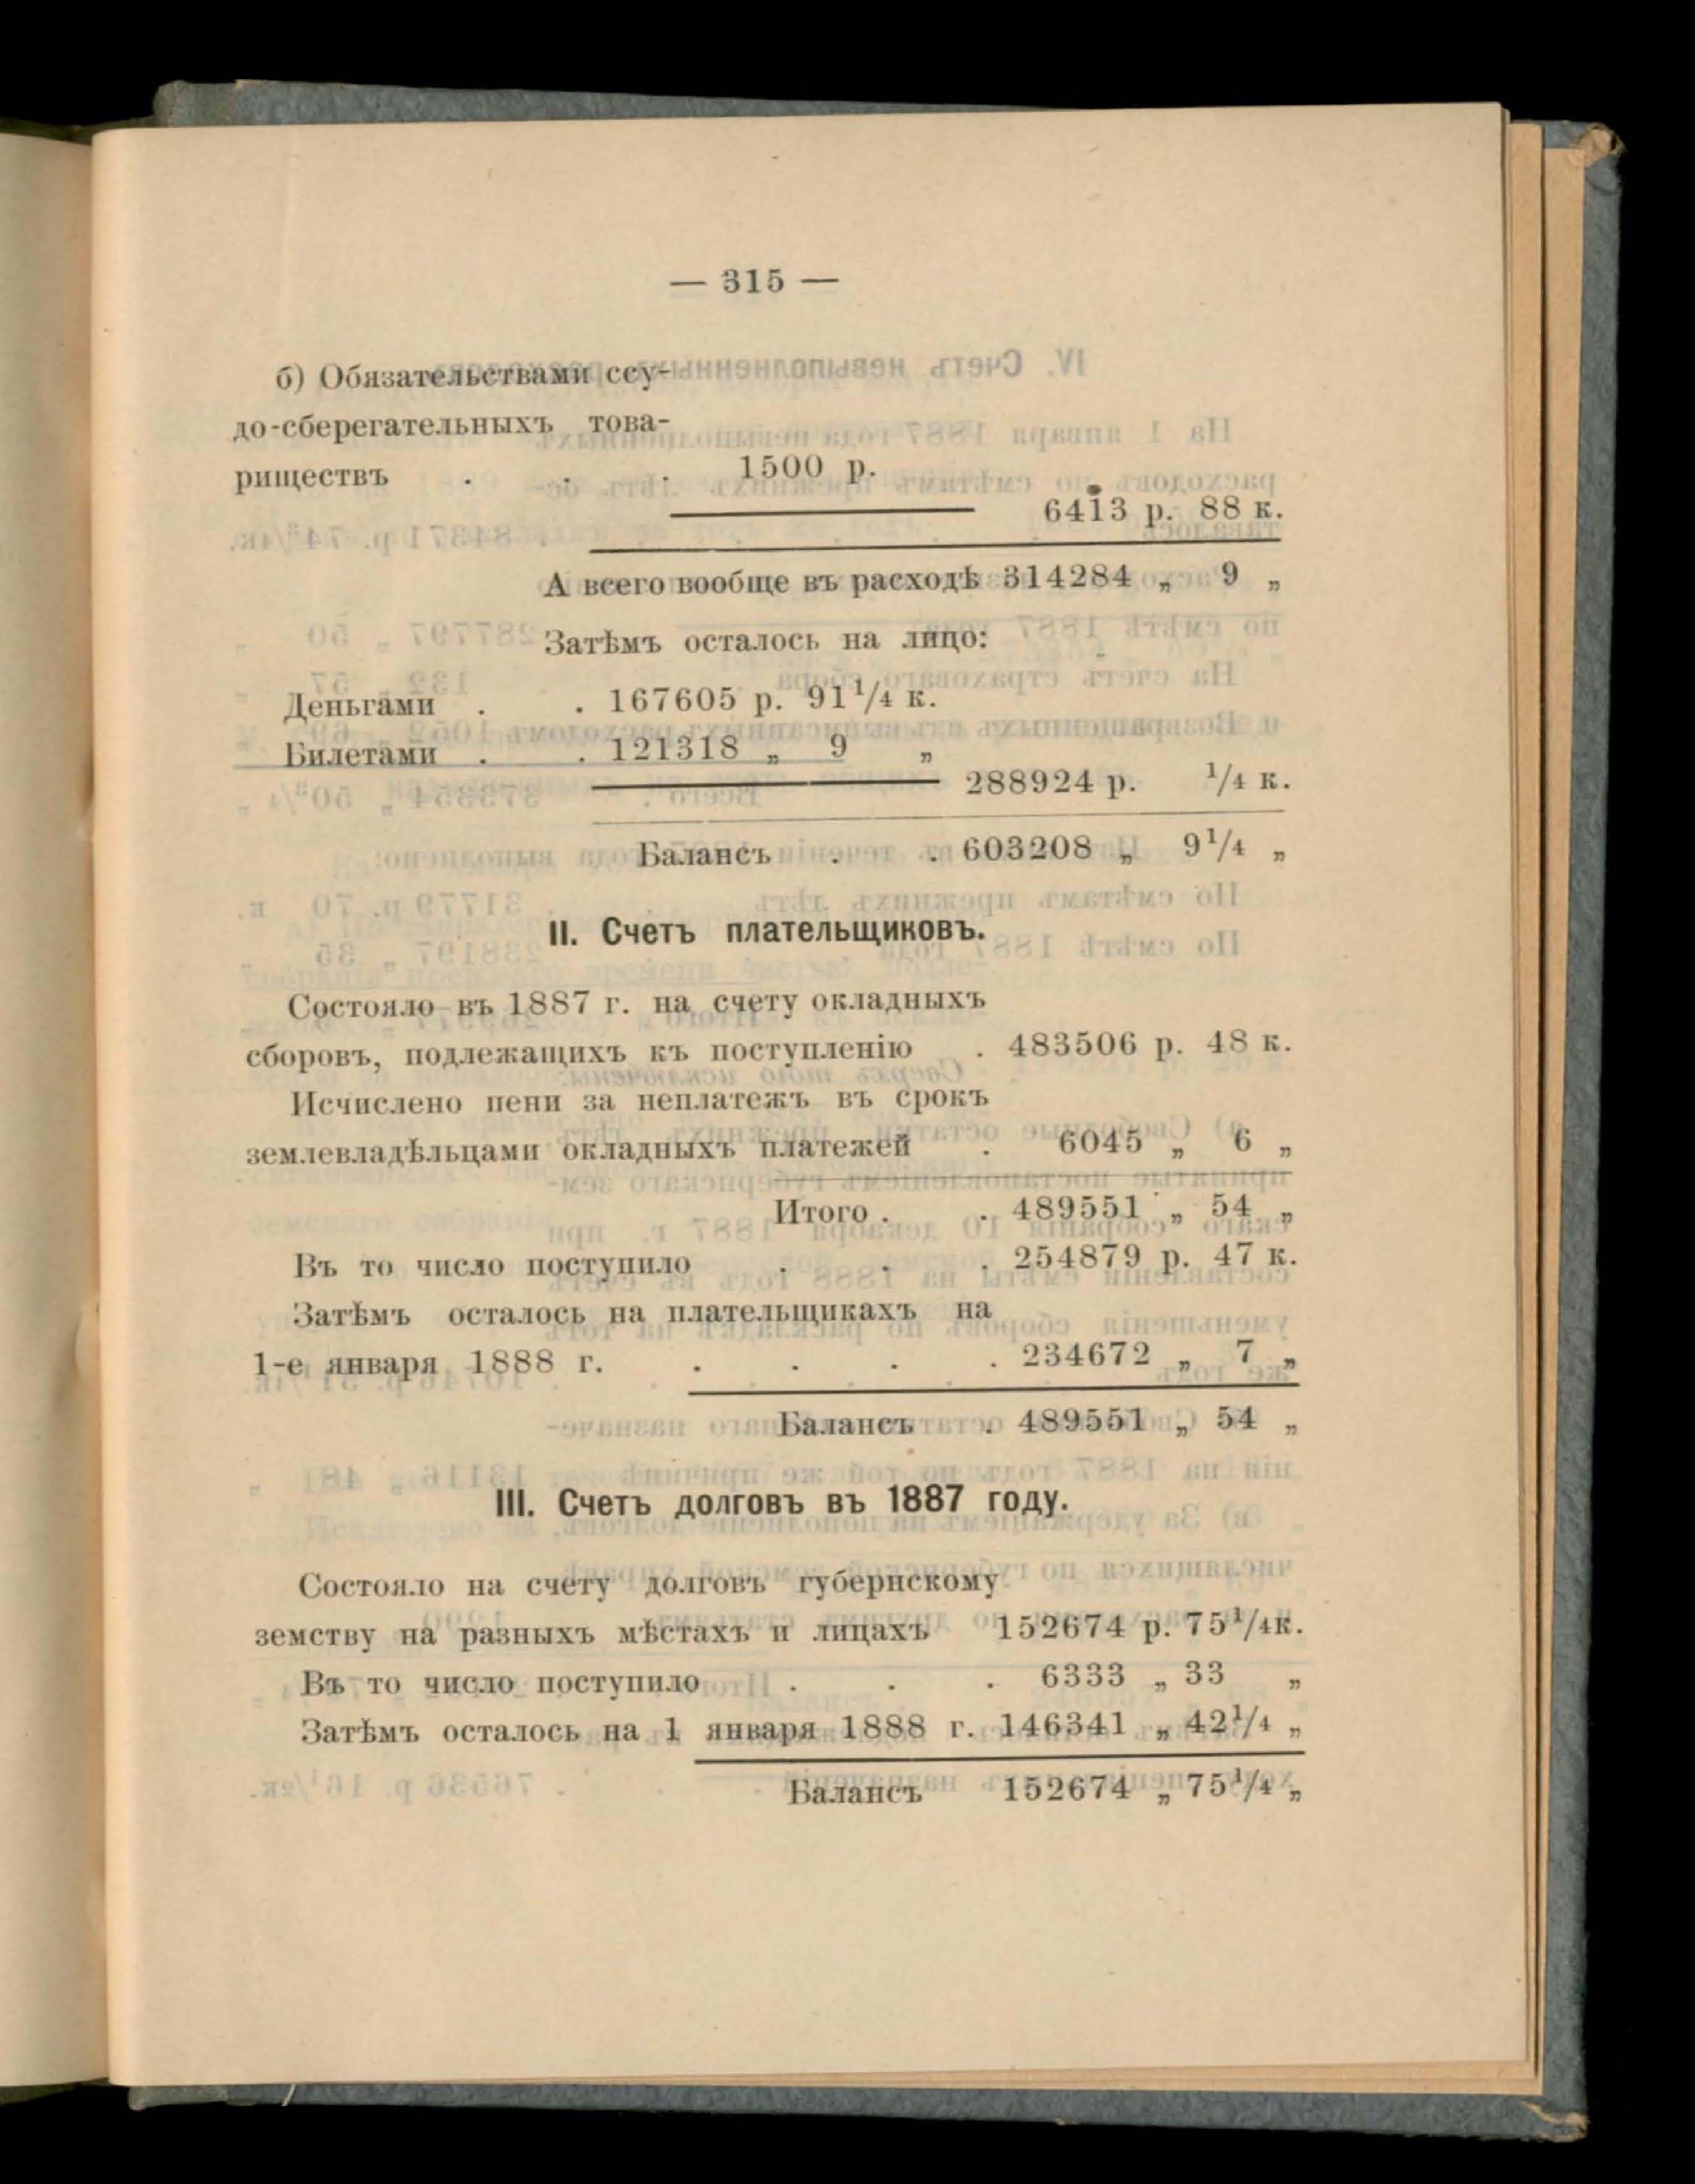 — 315 —
б) Обязательствами ссу-
до-сберегательныхъ това-
риществъ . . . 1500 р.
6413 р. 88 к.
А всего вообще въ расходѣ 314284 „ 9 „
Затѣмъ осталось на лицо:
Деньгами . . 167605 р. 91¹/₄ к.
Билетами . . 121318 „ 9 „
288924 р. ¹/₄ к.
Балансъ . . 603208 „ 9¹/₄ „
II. Счетъ плательщиковъ.
Состояло въ 1887 г. на счету окладныхъ
сборовъ, подлежащихъ къ поступленію . 483506 р. 48 к.
Исчислено пени за неплатежъ въ срокъ
землевладѣльцами окладныхъ платежей . 6045 „ 6 „
Итого . . 489551 „ 54 „
Въ то число поступило . . . 254879 р. 47 к.
Затѣмъ осталось на плательщикахъ на
1-е января 1888 г. . . . . 234672 „ 7 „
Балансъ . 489551 „ 54 „
III. Счетъ долговъ въ 1887 году.
Состояло на счету долговъ губернскому
земству на разныхъ мѣстахъ и лицахъ 152674 р. 75¹/₄к.
Въ то число поступило . . . 6333 „ 33 „
Затѣмъ осталось на 1 января 1888 г. 146341 „ 42¹/₄ „
Балансъ 152674 „ 75¹/₄ „